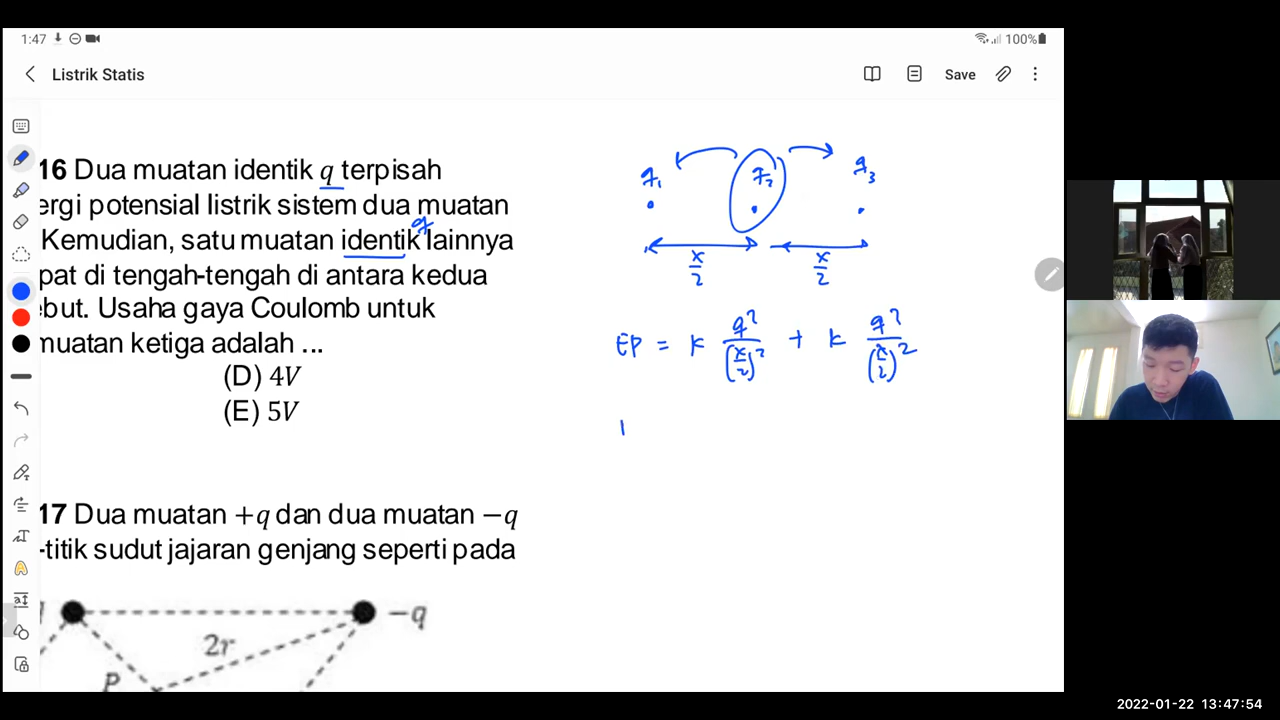 1:47
100%
Listrik Statis
Save
16 Dua muatan identik q terpisah
ergi potensial listrik sistem dua muatan
q
Kemudian, satu muatan identik lainnya
pat di tengah-tengah di antara kedua
ebut. Usaha gaya Coulomb untuk
muatan ketiga adalah ...
(D) 4V
(E) 5V
17 Dua muatan +q dan dua muatan −q
-titik sudut jajaran genjang seperti pada
−q
2r
P
q₁ q₂ q₃
x/2 x/2
EP = k q²/(x/2)² + k q²/(x/2)²
2022-01-22 13:47:54